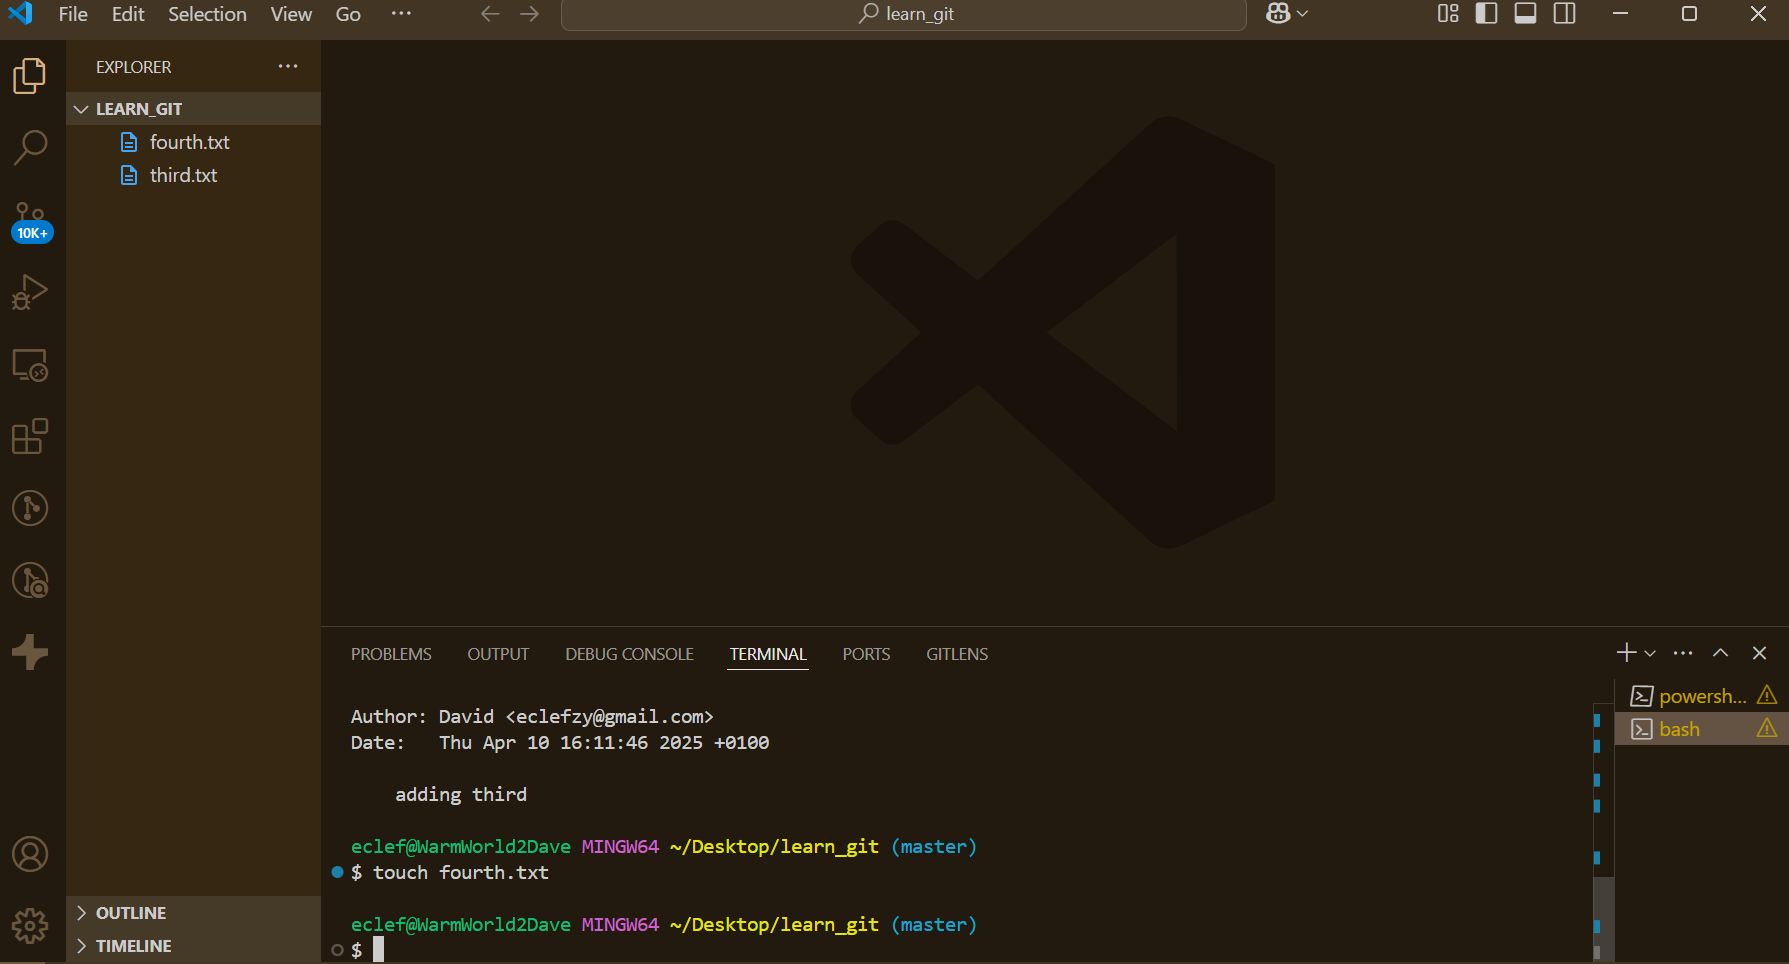 File Edit Selection View Go ···
learn_git
EXPLORER ···
LEARN_GIT
fourth.txt
third.txt
10K+
OUTLINE
TIMELINE
PROBLEMS OUTPUT DEBUG CONSOLE TERMINAL PORTS GITLENS
Author: David <eclefzy@gmail.com>
Date:   Thu Apr 10 16:11:46 2025 +0100
adding third
eclef@WarmWorld2Dave MINGW64 ~/Desktop/learn_git (master)
$ touch fourth.txt
eclef@WarmWorld2Dave MINGW64 ~/Desktop/learn_git (master)
$
powersh...
bash